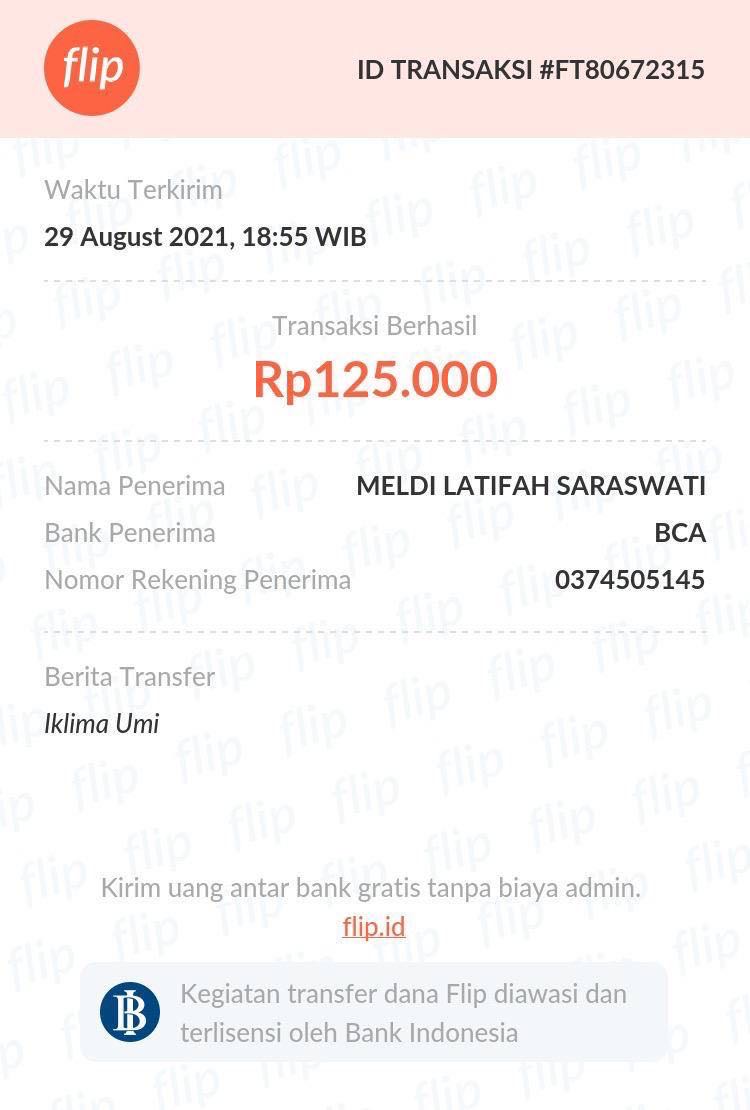 flip
ID TRANSAKSI #FT80672315
Waktu Terkirim
29 August 2021, 18:55 WIB
Transaksi Berhasil
Rp125.000
Nama Penerima MELDI LATIFAH SARASWATI
Bank Penerima BCA
Nomor Rekening Penerima 0374505145
Berita Transfer
Iklima Umi
Kirim uang antar bank gratis tanpa biaya admin.
flip.id
Kegiatan transfer dana Flip diawasi dan
terlisensi oleh Bank Indonesia